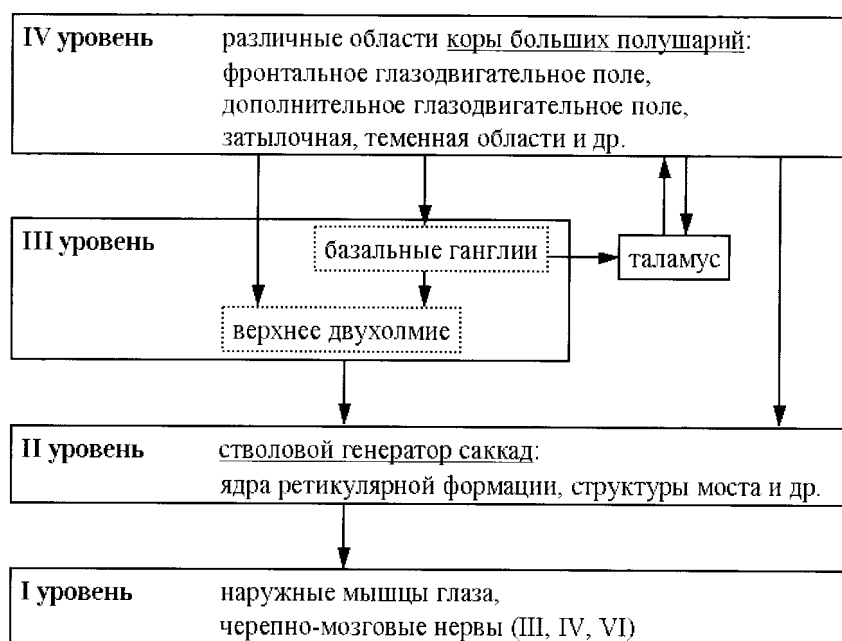 IV уровень различные области коры больших полушарий:
фронтальное глазодвигательное поле,
дополнительное глазодвигательное поле,
затылочная, теменная области и др.
III уровень
базальные ганглии
таламус
верхнее двухолмие
II уровень стволовой генератор саккад:
ядра ретикулярной формации, структуры моста и др.
I уровень наружные мышцы глаза,
черепно-мозговые нервы (III, IV, VI)